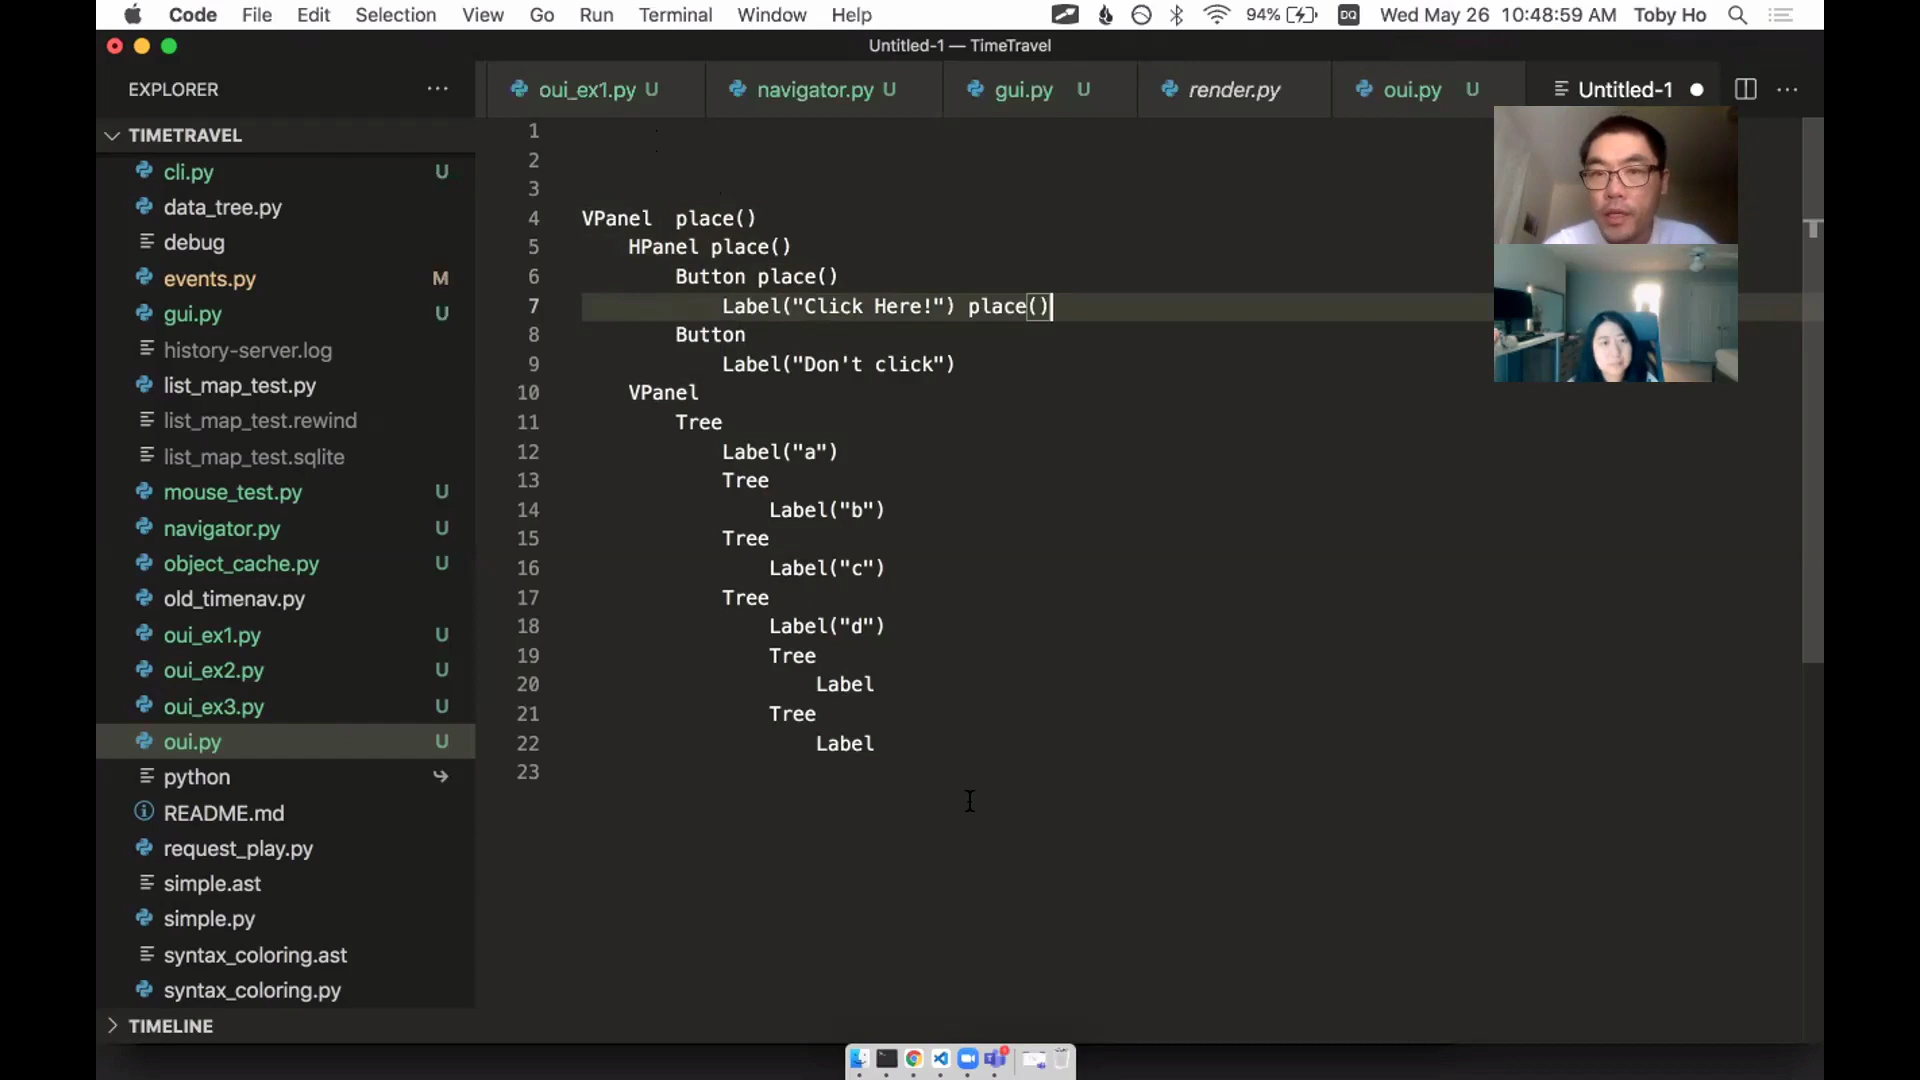 Code File Edit Selection View Go Run Terminal Window Help 94% DQ Wed May 26 10:48:59 AM Toby Ho
Untitled-1 — TimeTravel
EXPLORER ···
oui_ex1.py U navigator.py U gui.py U render.py oui.py U Untitled-1 ···
TIMETRAVEL
cli.py U
data_tree.py
debug
events.py M
gui.py U
history-server.log
list_map_test.py
list_map_test.rewind
list_map_test.sqlite
mouse_test.py U
navigator.py U
object_cache.py U
old_timenav.py
oui_ex1.py U
oui_ex2.py U
oui_ex3.py U
oui.py U
python
README.md
request_play.py
simple.ast
simple.py
syntax_coloring.ast
syntax_coloring.py
TIMELINE
1
2
3
4 VPanel place()
5 HPanel place()
6 Button place()
7 Label("Click Here!") place()
8 Button
9 Label("Don't click")
10 VPanel
11 Tree
12 Label("a")
13 Tree
14 Label("b")
15 Tree
16 Label("c")
17 Tree
18 Label("d")
19 Tree
20 Label
21 Tree
22 Label
23